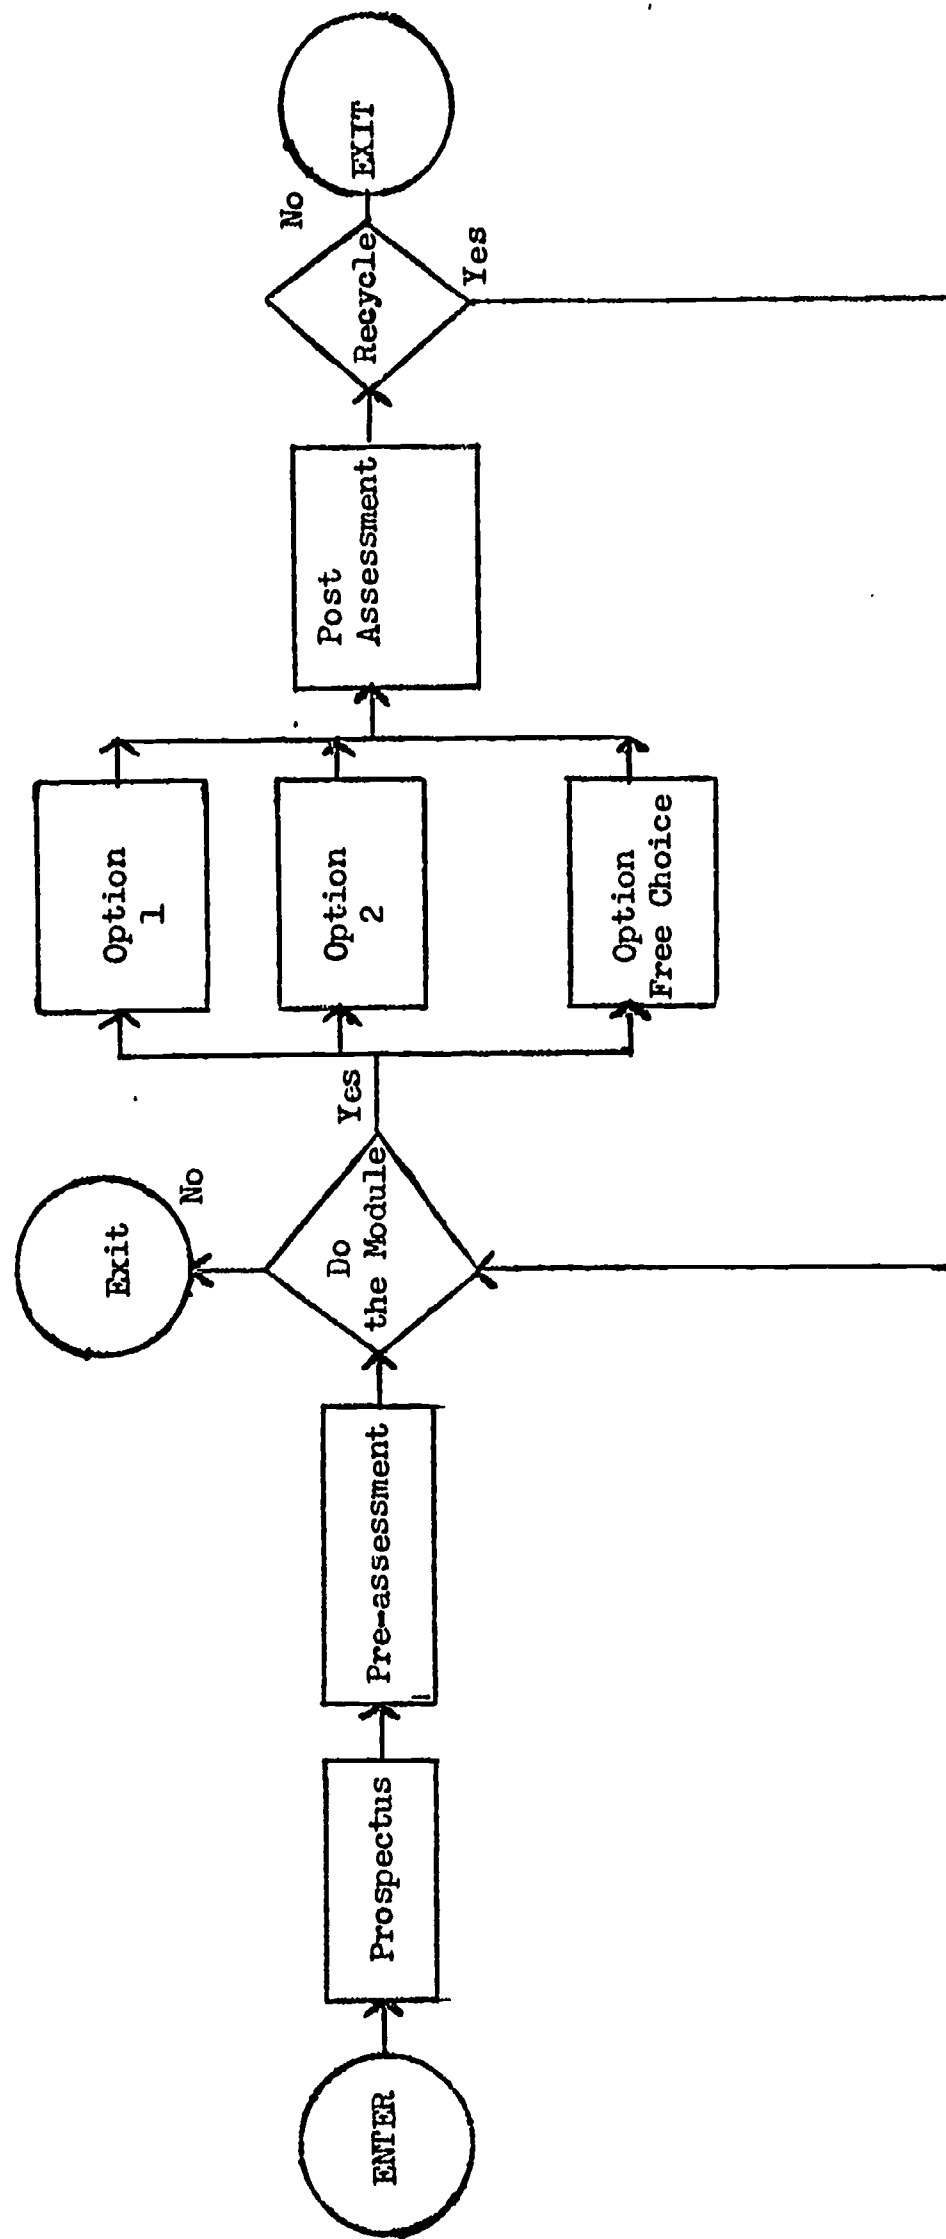 ENTER
Prospectus
Pre-assessment
Do
the Module
No
Exit
Yes
Option
1
Option
2
Option
Free Choice
Post
Assessment
Recycle
No
EXIT
Yes